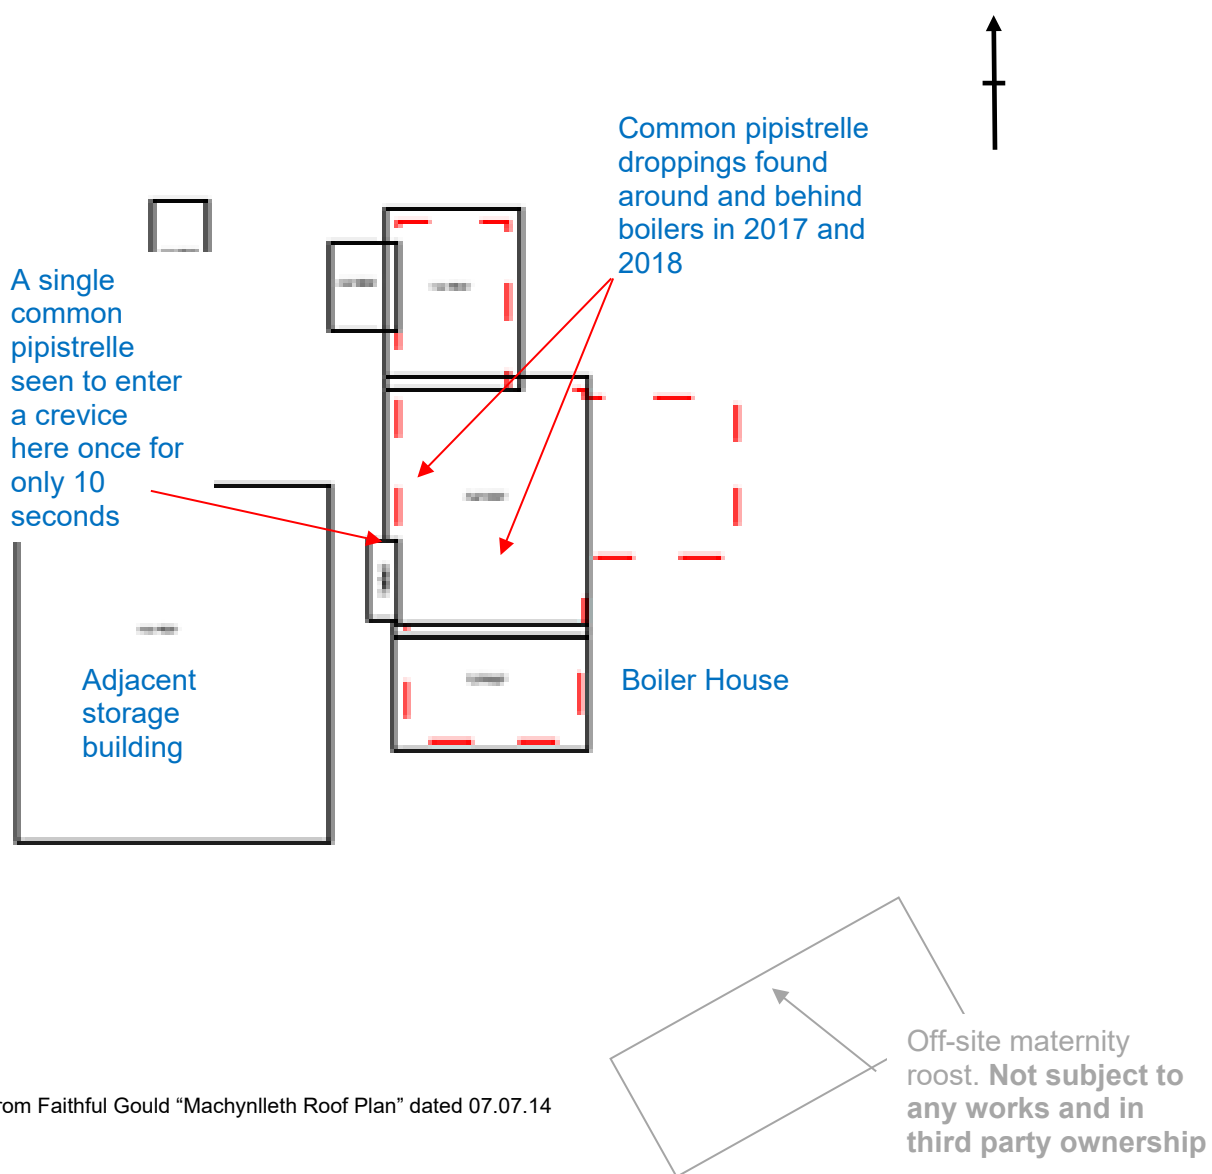 Common pipistrelle
droppings found
around and behind
boilers in 2017 and
2018
A single
common
pipistrelle
seen to enter
a crevice
here once for
only 10
seconds
Adjacent
storage
building
Boiler House
Off-site maternity
roost. Not subject to
any works and in
third party ownership
rom Faithful Gould “Machynlleth Roof Plan” dated 07.07.14